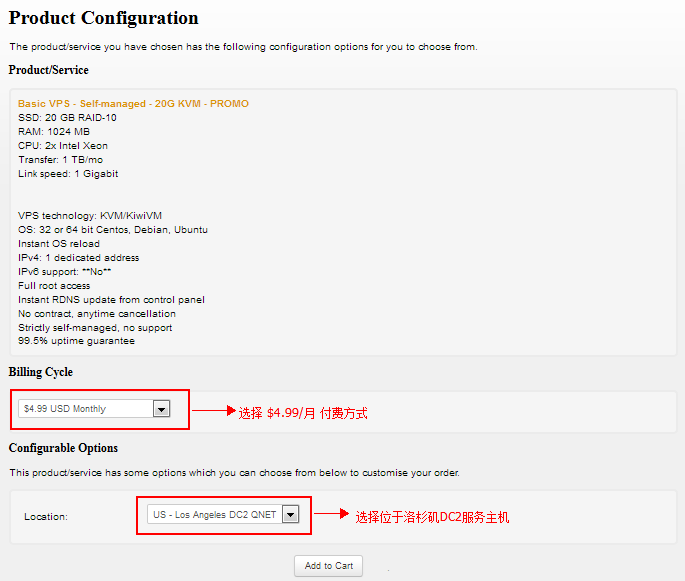 Product Configuration
The product/service you have chosen has the following configuration options for you to choose from.
Product/Service
Basic VPS - Self-managed - 20G KVM - PROMO
SSD: 20 GB RAID-10
RAM: 1024 MB
CPU: 2x Intel Xeon
Transfer: 1 TB/mo
Link speed: 1 Gigabit
VPS technology: KVM/KiwiVM
OS: 32 or 64 bit Centos, Debian, Ubuntu
Instant OS reload
IPv4: 1 dedicated address
IPv6 support: **No**
Full root access
Instant RDNS update from control panel
No contract, anytime cancellation
Strictly self-managed, no support
99.5% uptime guarantee
Billing Cycle
$4.99 USD Monthly
选择 $4.99/月 付费方式
Configurable Options
This product/service has some options which you can choose from below to customise your order.
Location:
US - Los Angeles DC2 QNET
选择位于洛杉矶DC2服务主机
Add to Cart